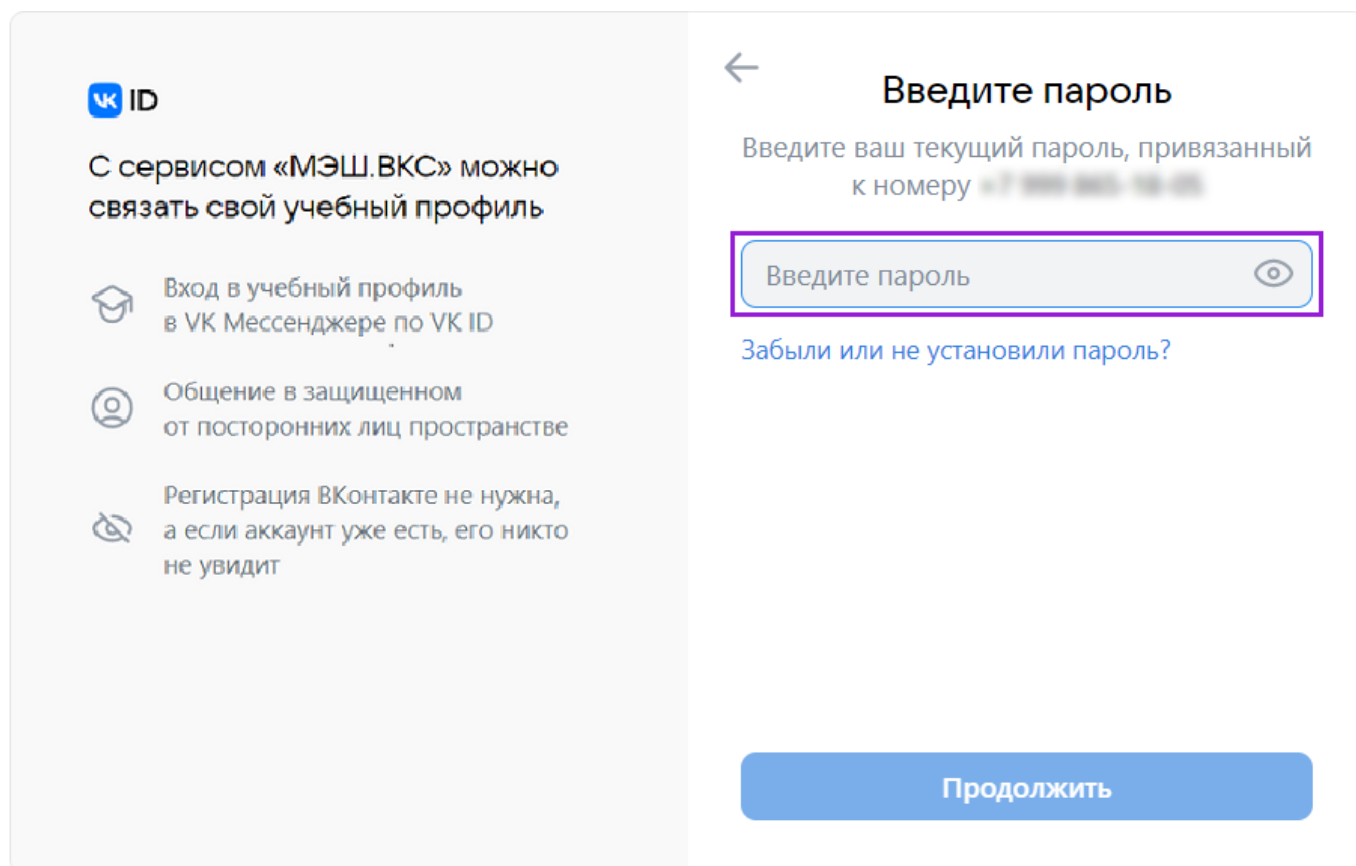 VK ID
С сервисом «МЭШ.ВКС» можно
связать свой учебный профиль
Вход в учебный профиль
в VK Мессенджере по VK ID
Общение в защищенном
от посторонних лиц пространстве
Регистрация ВКонтакте не нужна,
а если аккаунт уже есть, его никто
не увидит
Введите пароль
Введите ваш текущий пароль, привязанный
к номеру
Введите пароль
Забыли или не установили пароль?
Продолжить